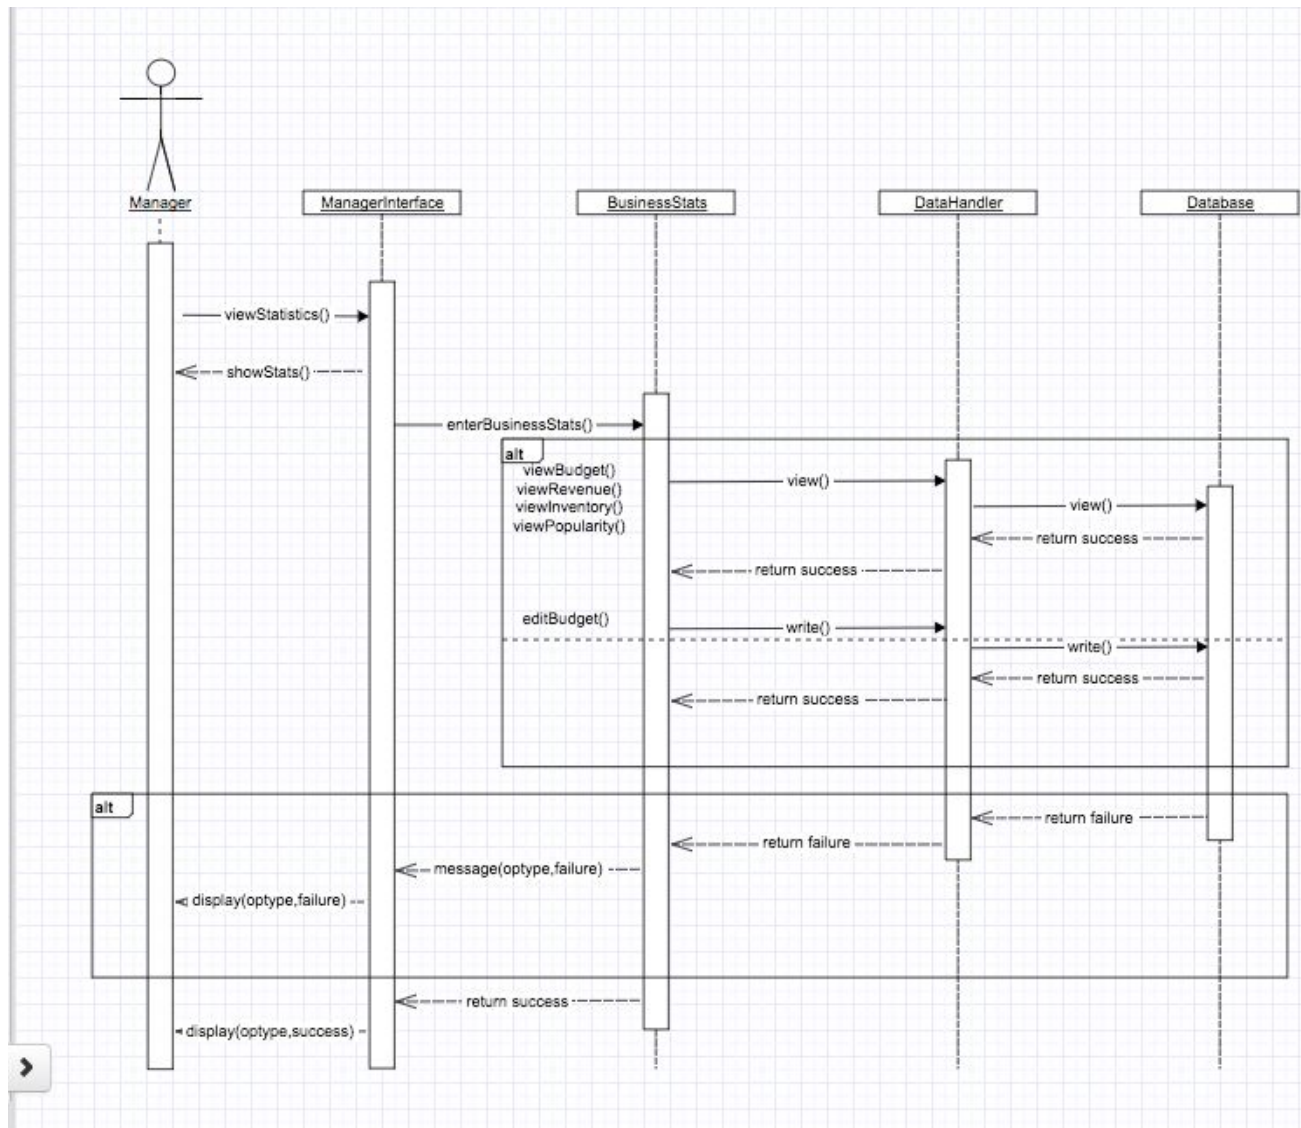 Manager
ManagerInterface
BusinessStats
DataHandler
Database
viewStatistics()
showStats()
enterBusinessStats()
alt
viewBudget()
viewRevenue()
viewInventory()
viewPopularity()
view()
view()
return success
return success
editBudget()
write()
write()
return success
return success
alt
return failure
return failure
message(optype,failure)
display(optype,failure)
return success
display(optype,success)